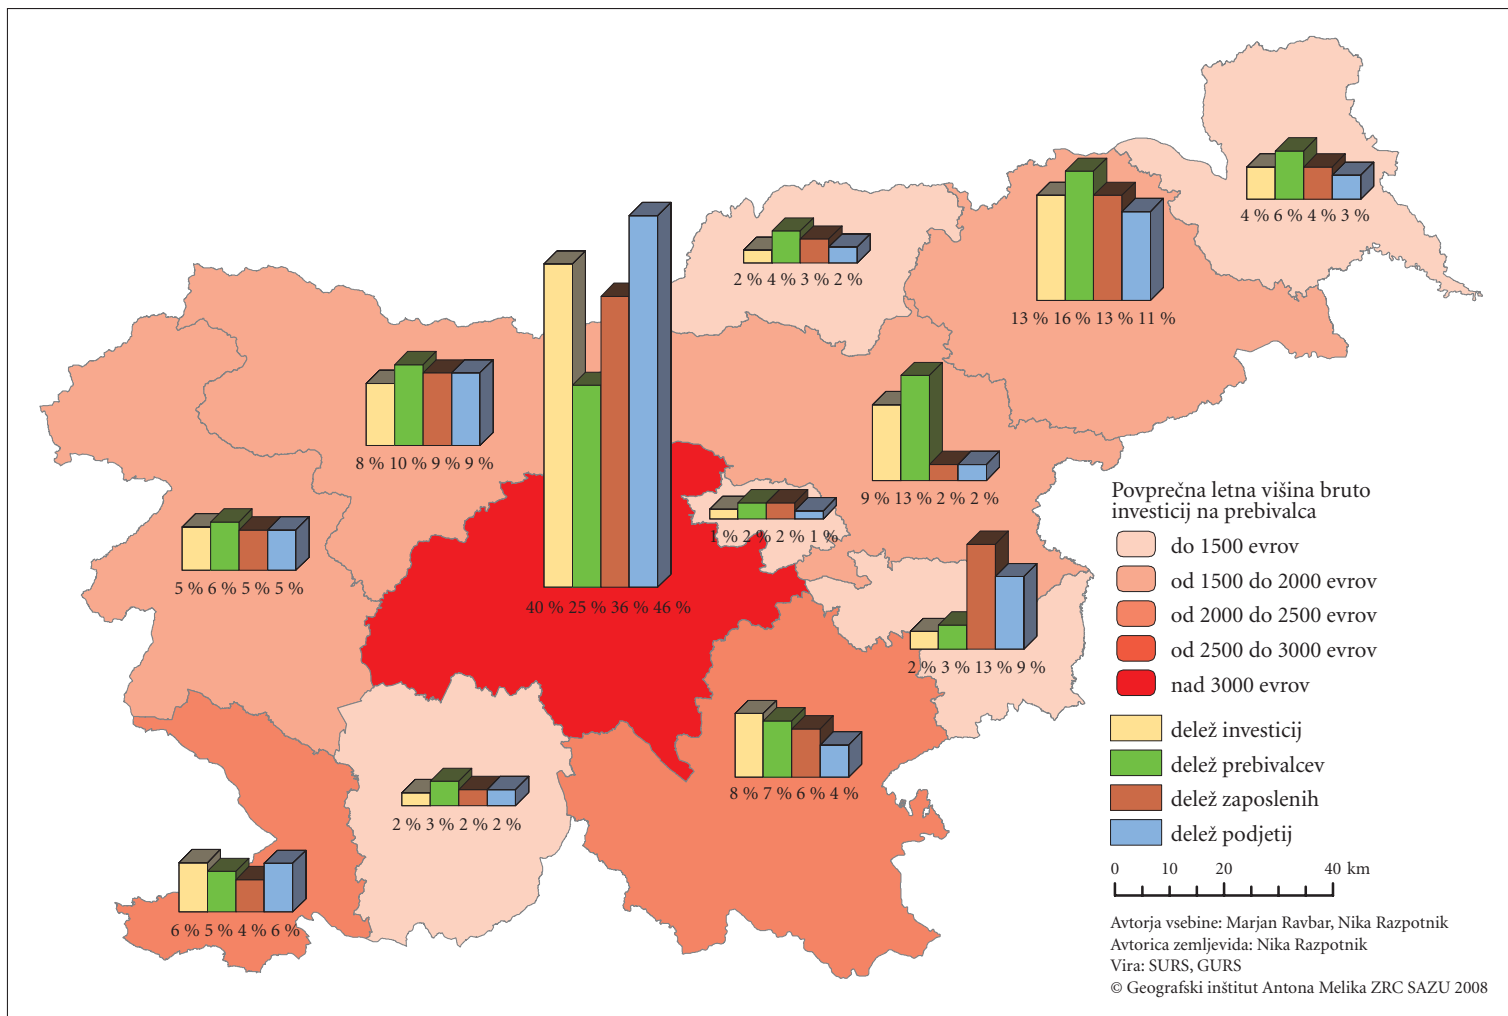 4 % 6 % 4 % 3 %
2 % 4 % 3 % 2 %
13 % 16 % 13 % 11 %
8 % 10 % 9 % 9 %
9 % 13 % 2 % 2 %
1 % 2 % 2 % 1 %
5 % 6 % 5 % 5 %
40 % 25 % 36 % 46 %
2 % 3 % 13 % 9 %
8 % 7 % 6 % 4 %
2 % 3 % 2 % 2 %
6 % 5 % 4 % 6 %
Povprečna letna višina bruto
investicij na prebivalca
do 1500 evrov
od 1500 do 2000 evrov
od 2000 do 2500 evrov
od 2500 do 3000 evrov
nad 3000 evrov
delež investicij
delež prebivalcev
delež zaposlenih
delež podjetij
0 10 20 40 km
Avtorja vsebine: Marjan Ravbar, Nika Razpotnik
Avtorica zemljevida: Nika Razpotnik
Vira: SURS, GURS
© Geografski inštitut Antona Melika ZRC SAZU 2008